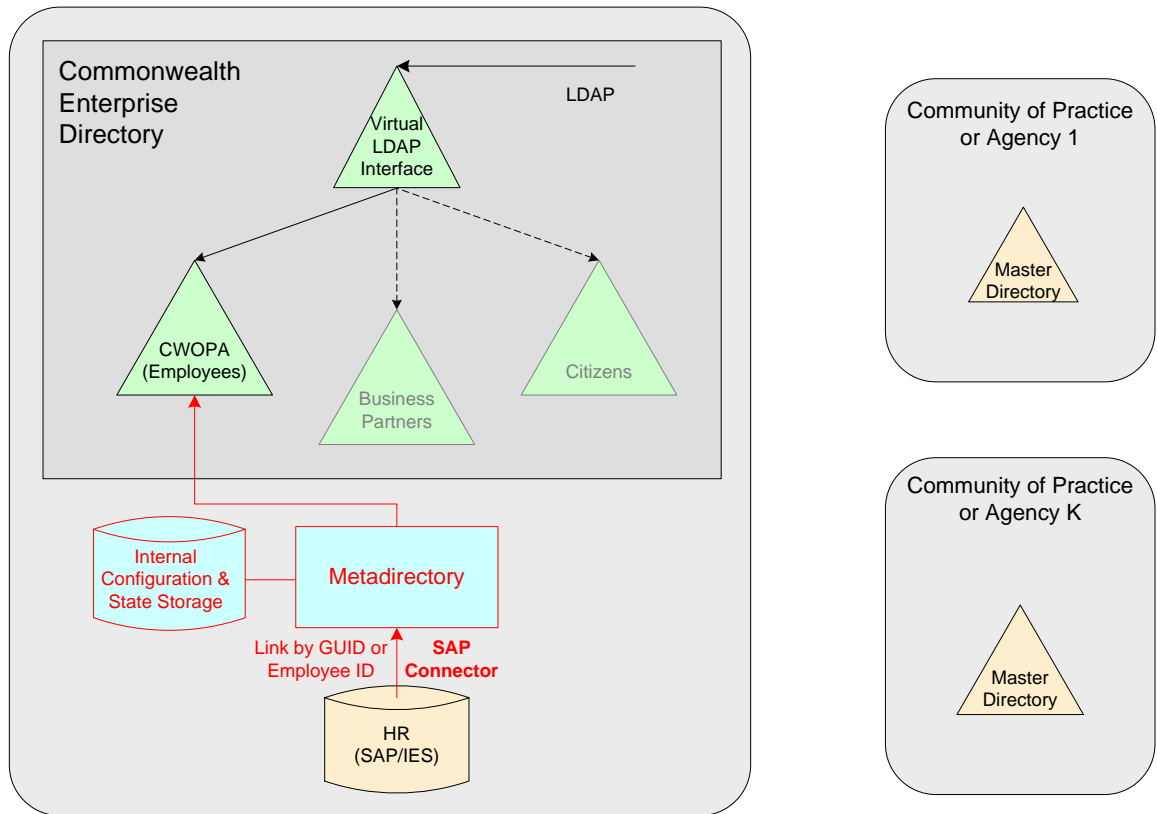 Commonwealth
Enterprise
Directory
LDAP
Virtual
LDAP
Interface
CWOPA
(Employees)
Business
Partners
Citizens
Internal
Configuration &
State Storage
Metadirectory
Link by GUID or
Employee ID
SAP
Connector
HR
(SAP/IES)
Community of Practice
or Agency 1
Master
Directory
Community of Practice
or Agency K
Master
Directory